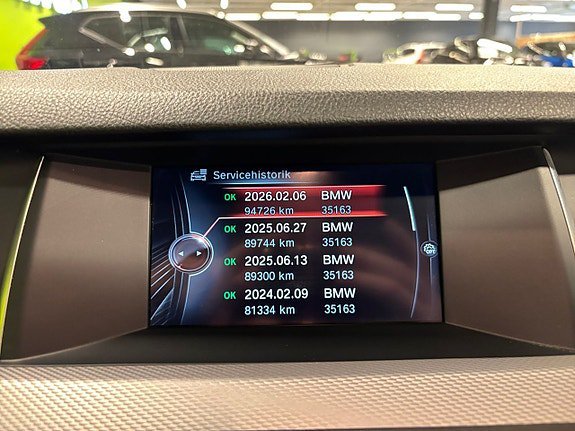 Servicehistorik
OK 2026.02.06 BMW
94726 km 35163
OK 2025.06.27 BMW
89744 km 35163
OK 2025.06.13 BMW
89300 km 35163
OK 2024.02.09 BMW
81334 km 35163